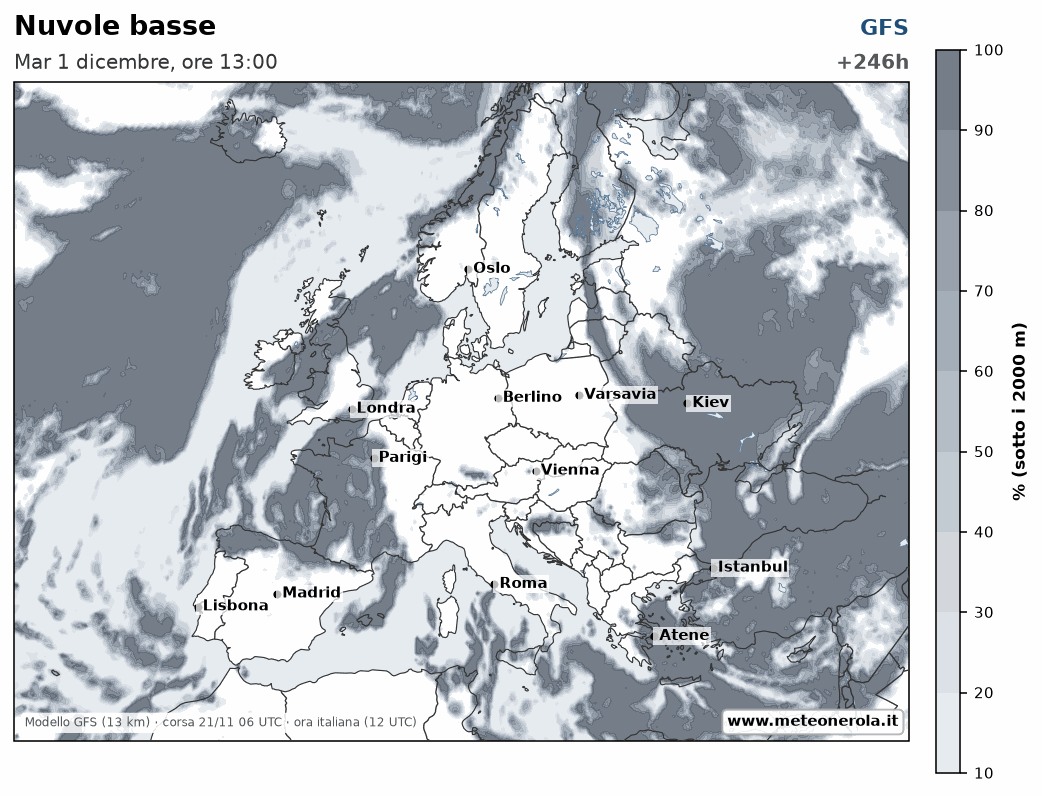 Nuvole basse
GFS
Mar 1 dicembre, ore 13:00
+246h
100
90
80
70
60
50
40
30
20
10
% (sotto i 2000 m)
Oslo
Berlino
Varsavia
Kiev
Londra
Parigi
Vienna
Istanbul
Roma
Madrid
Lisbona
Atene
Modello GFS (13 km) · corsa 21/11 06 UTC · ora italiana (12 UTC)
www.meteonerola.it